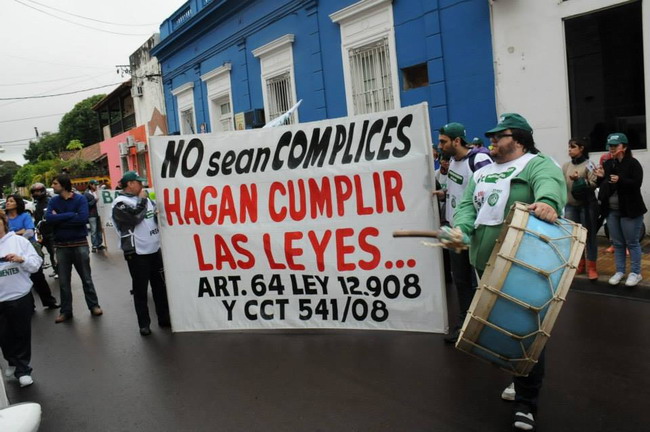 NO sean COMPLICES
HAGAN CUMPLIR
LAS LEYES...
ART. 64 LEY 12.908
Y CCT 541/08